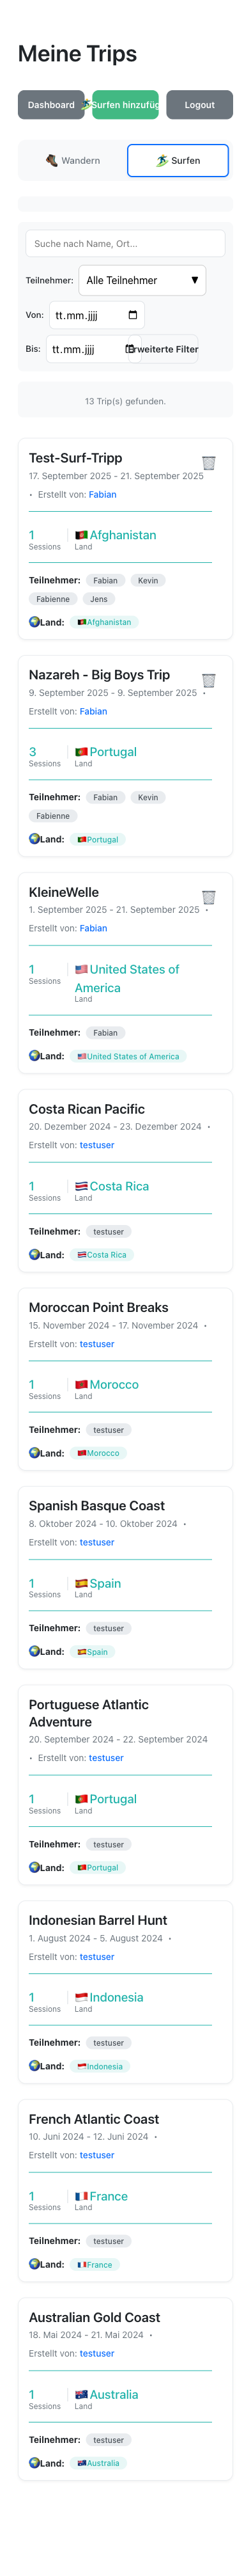 Meine Trips
Dashboard
Surfen hinzufüg
Logout
Wandern
Surfen
Suche nach Name, Ort...
Teilnehmer: Alle Teilnehmer
Von: tt.mm.jjjj
Bis: tt.mm.jjjj
rweiterte Filter
13 Trip(s) gefunden.
Test-Surf-Tripp
17. September 2025 - 21. September 2025
• Erstellt von: Fabian
1 Afghanistan
Sessions Land
Teilnehmer: Fabian Kevin
Fabienne Jens
Land: Afghanistan
Nazareh - Big Boys Trip
9. September 2025 - 9. September 2025 •
Erstellt von: Fabian
3 Portugal
Sessions Land
Teilnehmer: Fabian Kevin
Fabienne
Land: Portugal
KleineWelle
1. September 2025 - 21. September 2025 •
Erstellt von: Fabian
1 United States of
Sessions America
Land
Teilnehmer: Fabian
Land: United States of America
Costa Rican Pacific
20. Dezember 2024 - 23. Dezember 2024 •
Erstellt von: testuser
1 Costa Rica
Sessions Land
Teilnehmer: testuser
Land: Costa Rica
Moroccan Point Breaks
15. November 2024 - 17. November 2024 •
Erstellt von: testuser
1 Morocco
Sessions Land
Teilnehmer: testuser
Land: Morocco
Spanish Basque Coast
8. Oktober 2024 - 10. Oktober 2024 •
Erstellt von: testuser
1 Spain
Sessions Land
Teilnehmer: testuser
Land: Spain
Portuguese Atlantic
Adventure
20. September 2024 - 22. September 2024
• Erstellt von: testuser
1 Portugal
Sessions Land
Teilnehmer: testuser
Land: Portugal
Indonesian Barrel Hunt
1. August 2024 - 5. August 2024 •
Erstellt von: testuser
1 Indonesia
Sessions Land
Teilnehmer: testuser
Land: Indonesia
French Atlantic Coast
10. Juni 2024 - 12. Juni 2024 •
Erstellt von: testuser
1 France
Sessions Land
Teilnehmer: testuser
Land: France
Australian Gold Coast
18. Mai 2024 - 21. Mai 2024 •
Erstellt von: testuser
1 Australia
Sessions Land
Teilnehmer: testuser
Land: Australia